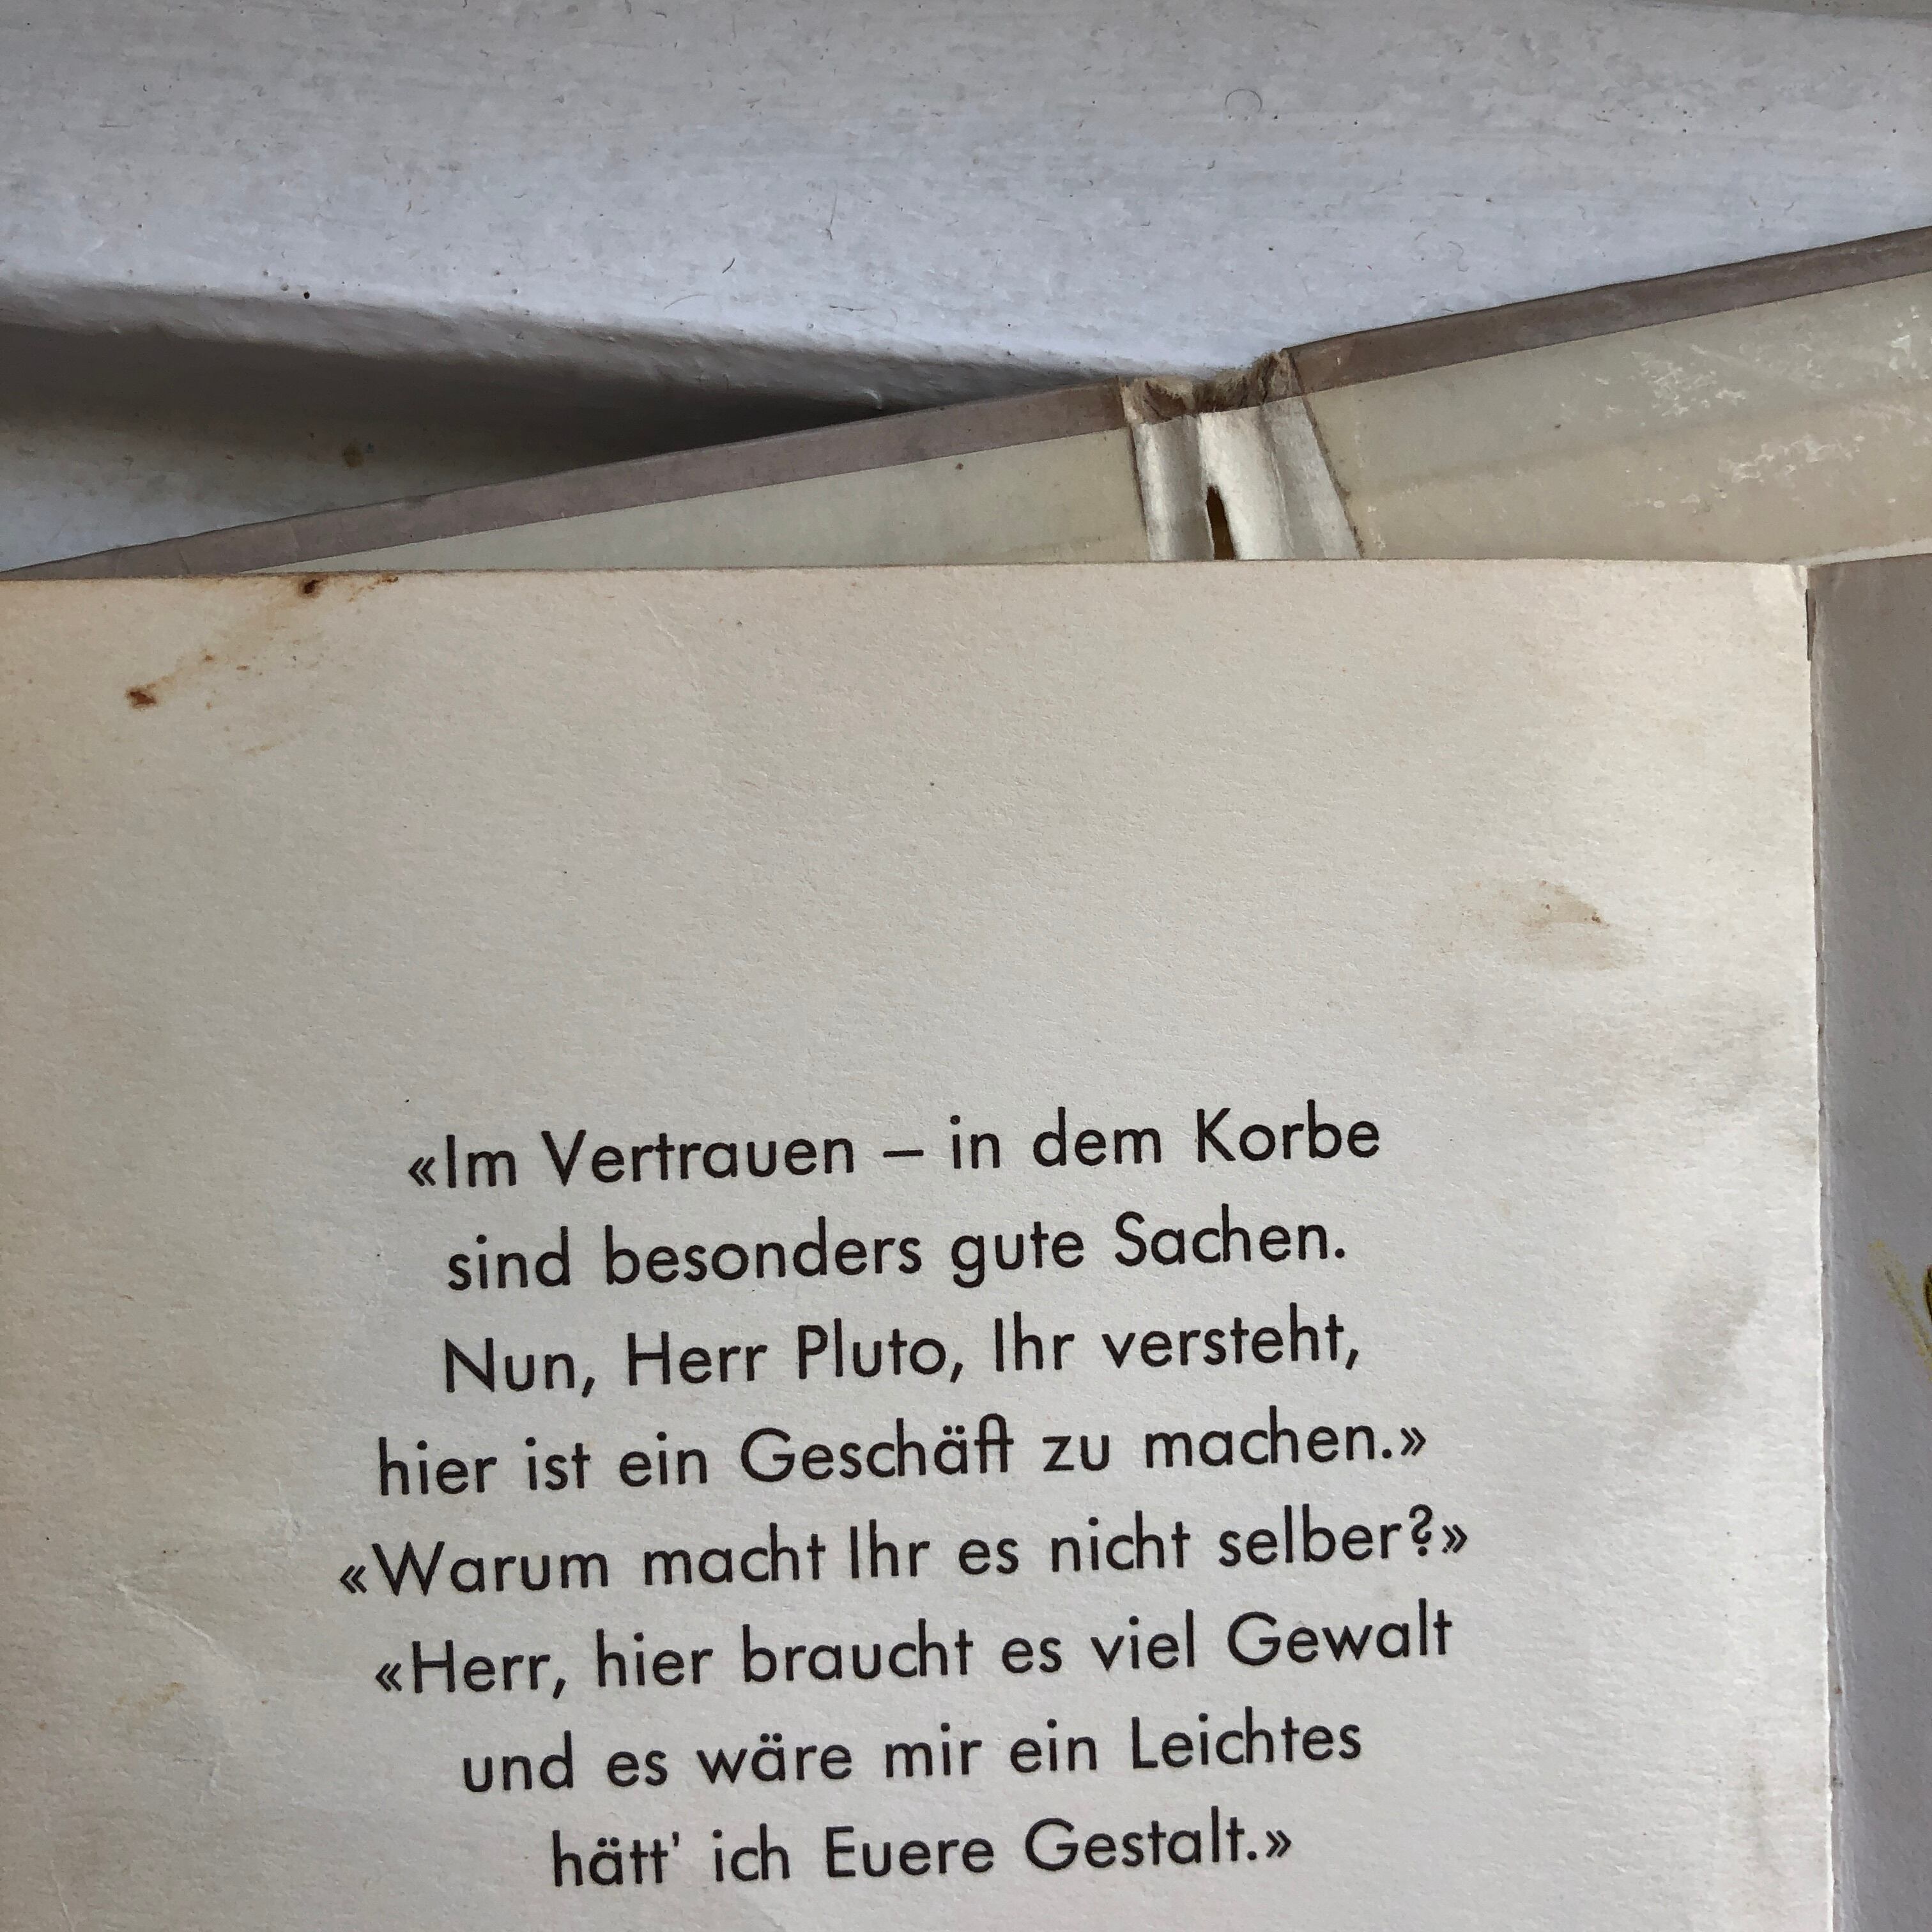 «Im Vertrauen – in dem Korbe
sind besonders gute Sachen.
Nun, Herr Pluto, Ihr versteht,
hier ist ein Geschäft zu machen.»
«Warum macht Ihr es nicht selber?»
«Herr, hier braucht es viel Gewalt
und es wäre mir ein Leichtes
hätt' ich Euere Gestalt.»